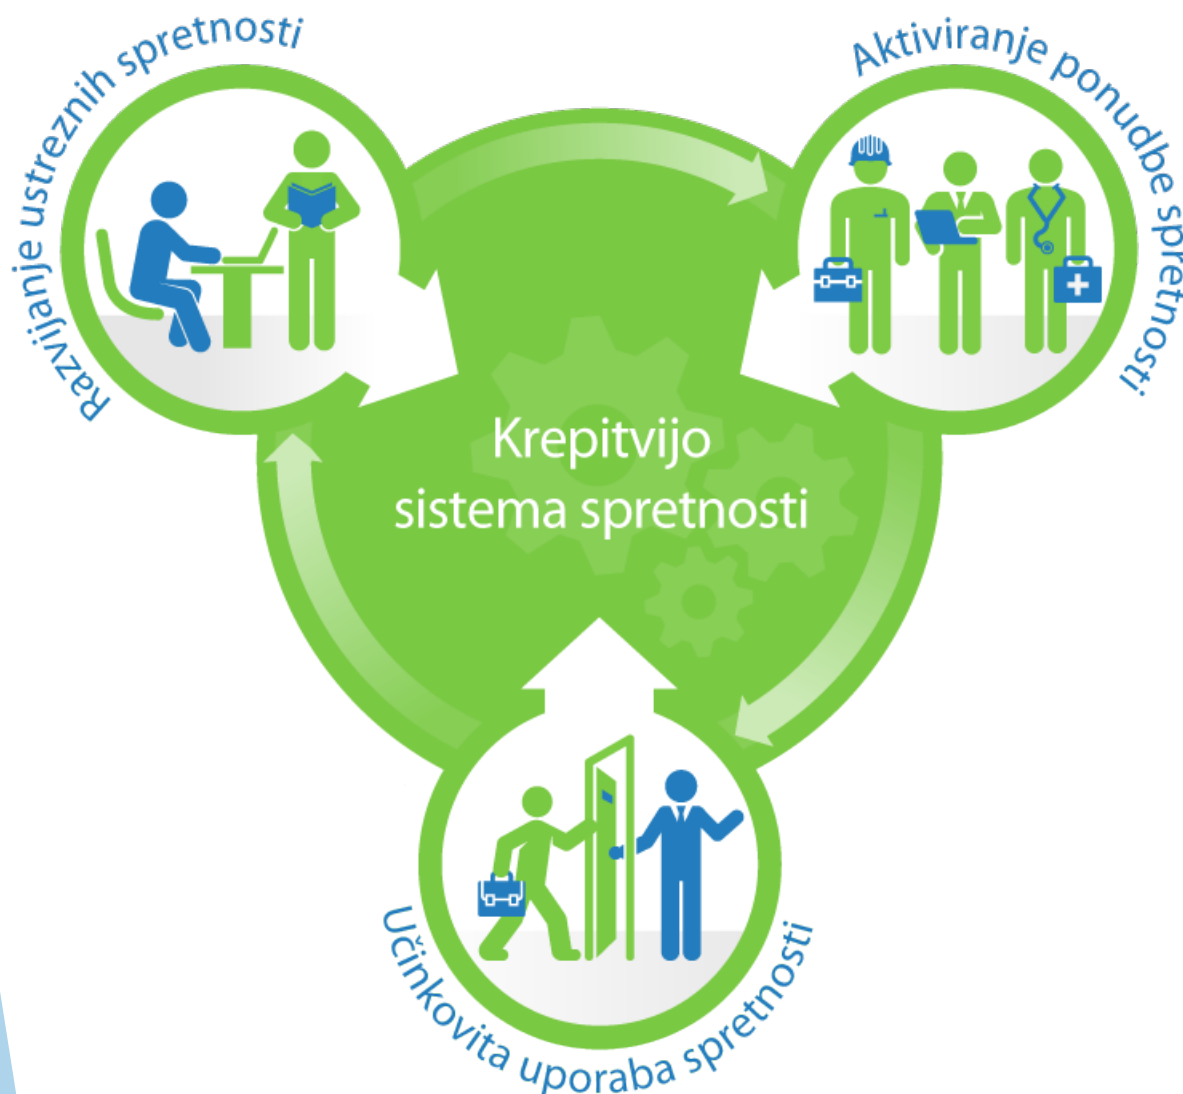 Razvijanje ustreznih spretnosti
Aktiviranje ponudbe spretnosti
Krepitvijo
sistema spretnosti
Učinkovita uporaba spretnosti